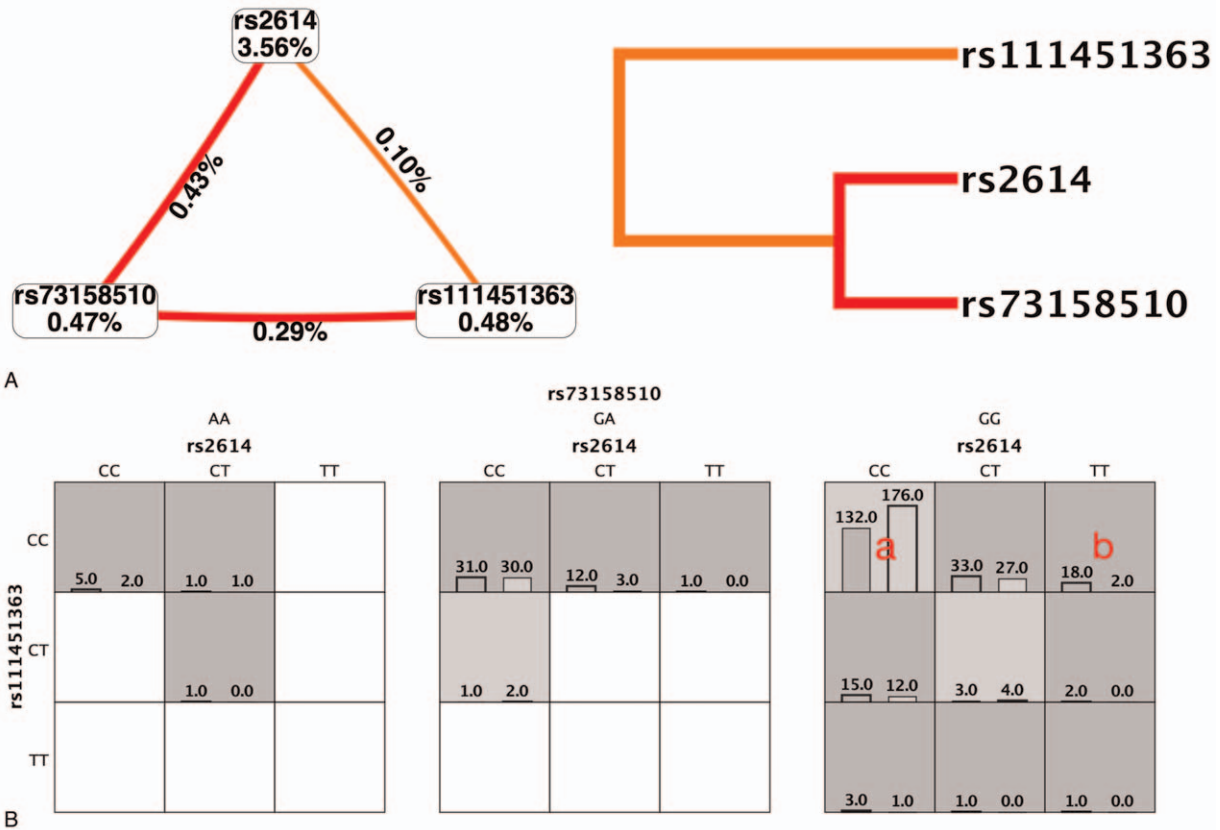 rs2614
3.56%
0.43%
0.10%
rs73158510
0.47%
0.29%
rs111451363
0.48%
rs111451363
rs2614
rs73158510
A
rs73158510
AA GA GG
rs2614 rs2614 rs2614
CC CT TT CC CT TT CC CT TT
rs111451363
CC
5.0 2.0 1.0 1.0 31.0 30.0 12.0 3.0 1.0 0.0 132.0 176.0 33.0 27.0 18.0 2.0
a b
CT
1.0 0.0 1.0 2.0 15.0 12.0 3.0 4.0 2.0 0.0
TT
3.0 1.0 1.0 0.0 1.0 0.0
B